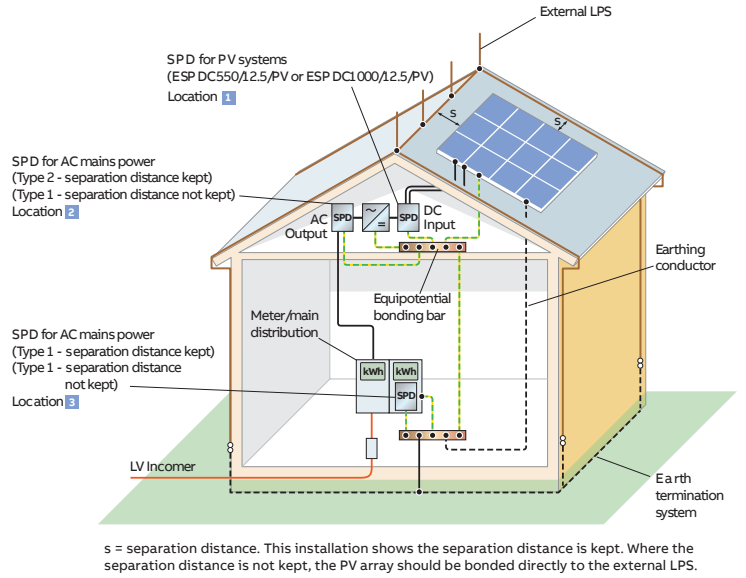 External LPS
SPD for PV systems
(ESP DC550/12.5/PV or ESP DC1000/12.5/PV)
Location 1
s
s
SPD for AC mains power
(Type 2 - separation distance kept)
(Type 1 - separation distance not kept)
Location 2
AC
Output
SPD
~
=
SPD
DC
Input
Earthing
conductor
Equipotential
bonding bar
Meter/main
distribution
SPD for AC mains power
(Type 1 - separation distance kept)
(Type 1 - separation distance
not kept)
Location 3
kWh
kWh
SPD
LV Incomer
Earth
termination
system
s = separation distance. This installation shows the separation distance is kept. Where the
separation distance is not kept, the PV array should be bonded directly to the external LPS.